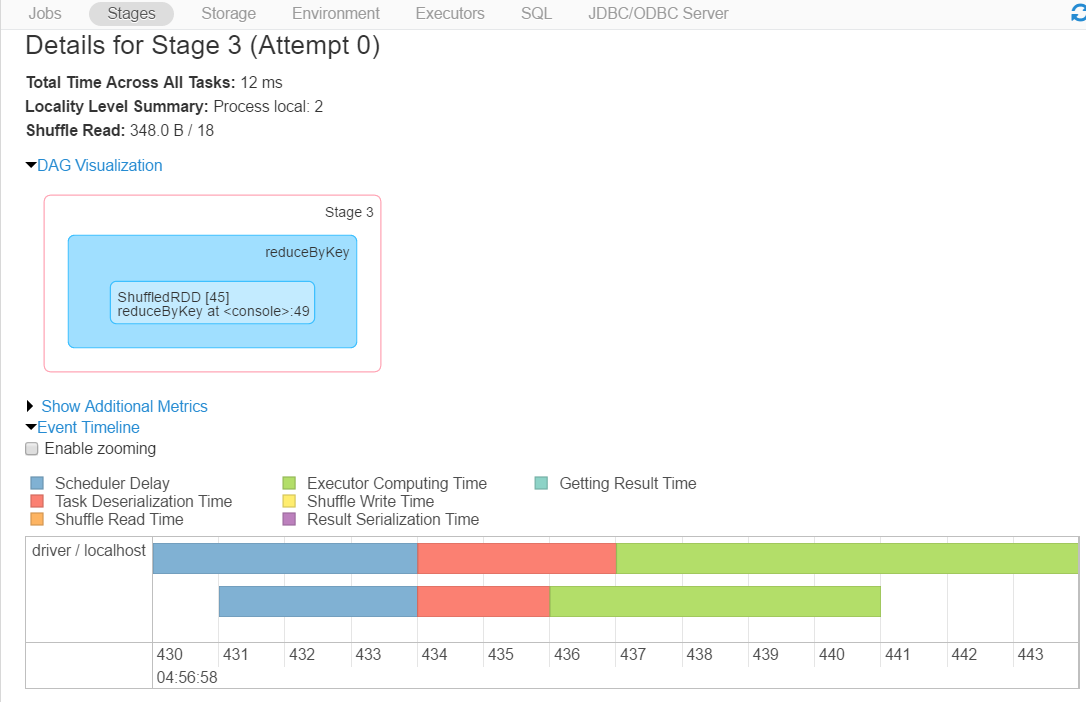 Jobs Stages Storage Environment Executors SQL JDBC/ODBC Server
Details for Stage 3 (Attempt 0)
Total Time Across All Tasks: 12 ms
Locality Level Summary: Process local: 2
Shuffle Read: 348.0 B / 18
DAG Visualization
Stage 3
reduceByKey
ShuffledRDD [45]
reduceByKey at <console>:49
Show Additional Metrics
Event Timeline
Enable zooming
Scheduler Delay Executor Computing Time Getting Result Time
Task Deserialization Time Shuffle Write Time
Shuffle Read Time Result Serialization Time
driver / localhost
430 431 432 433 434 435 436 437 438 439 440 441 442 443
04:56:58